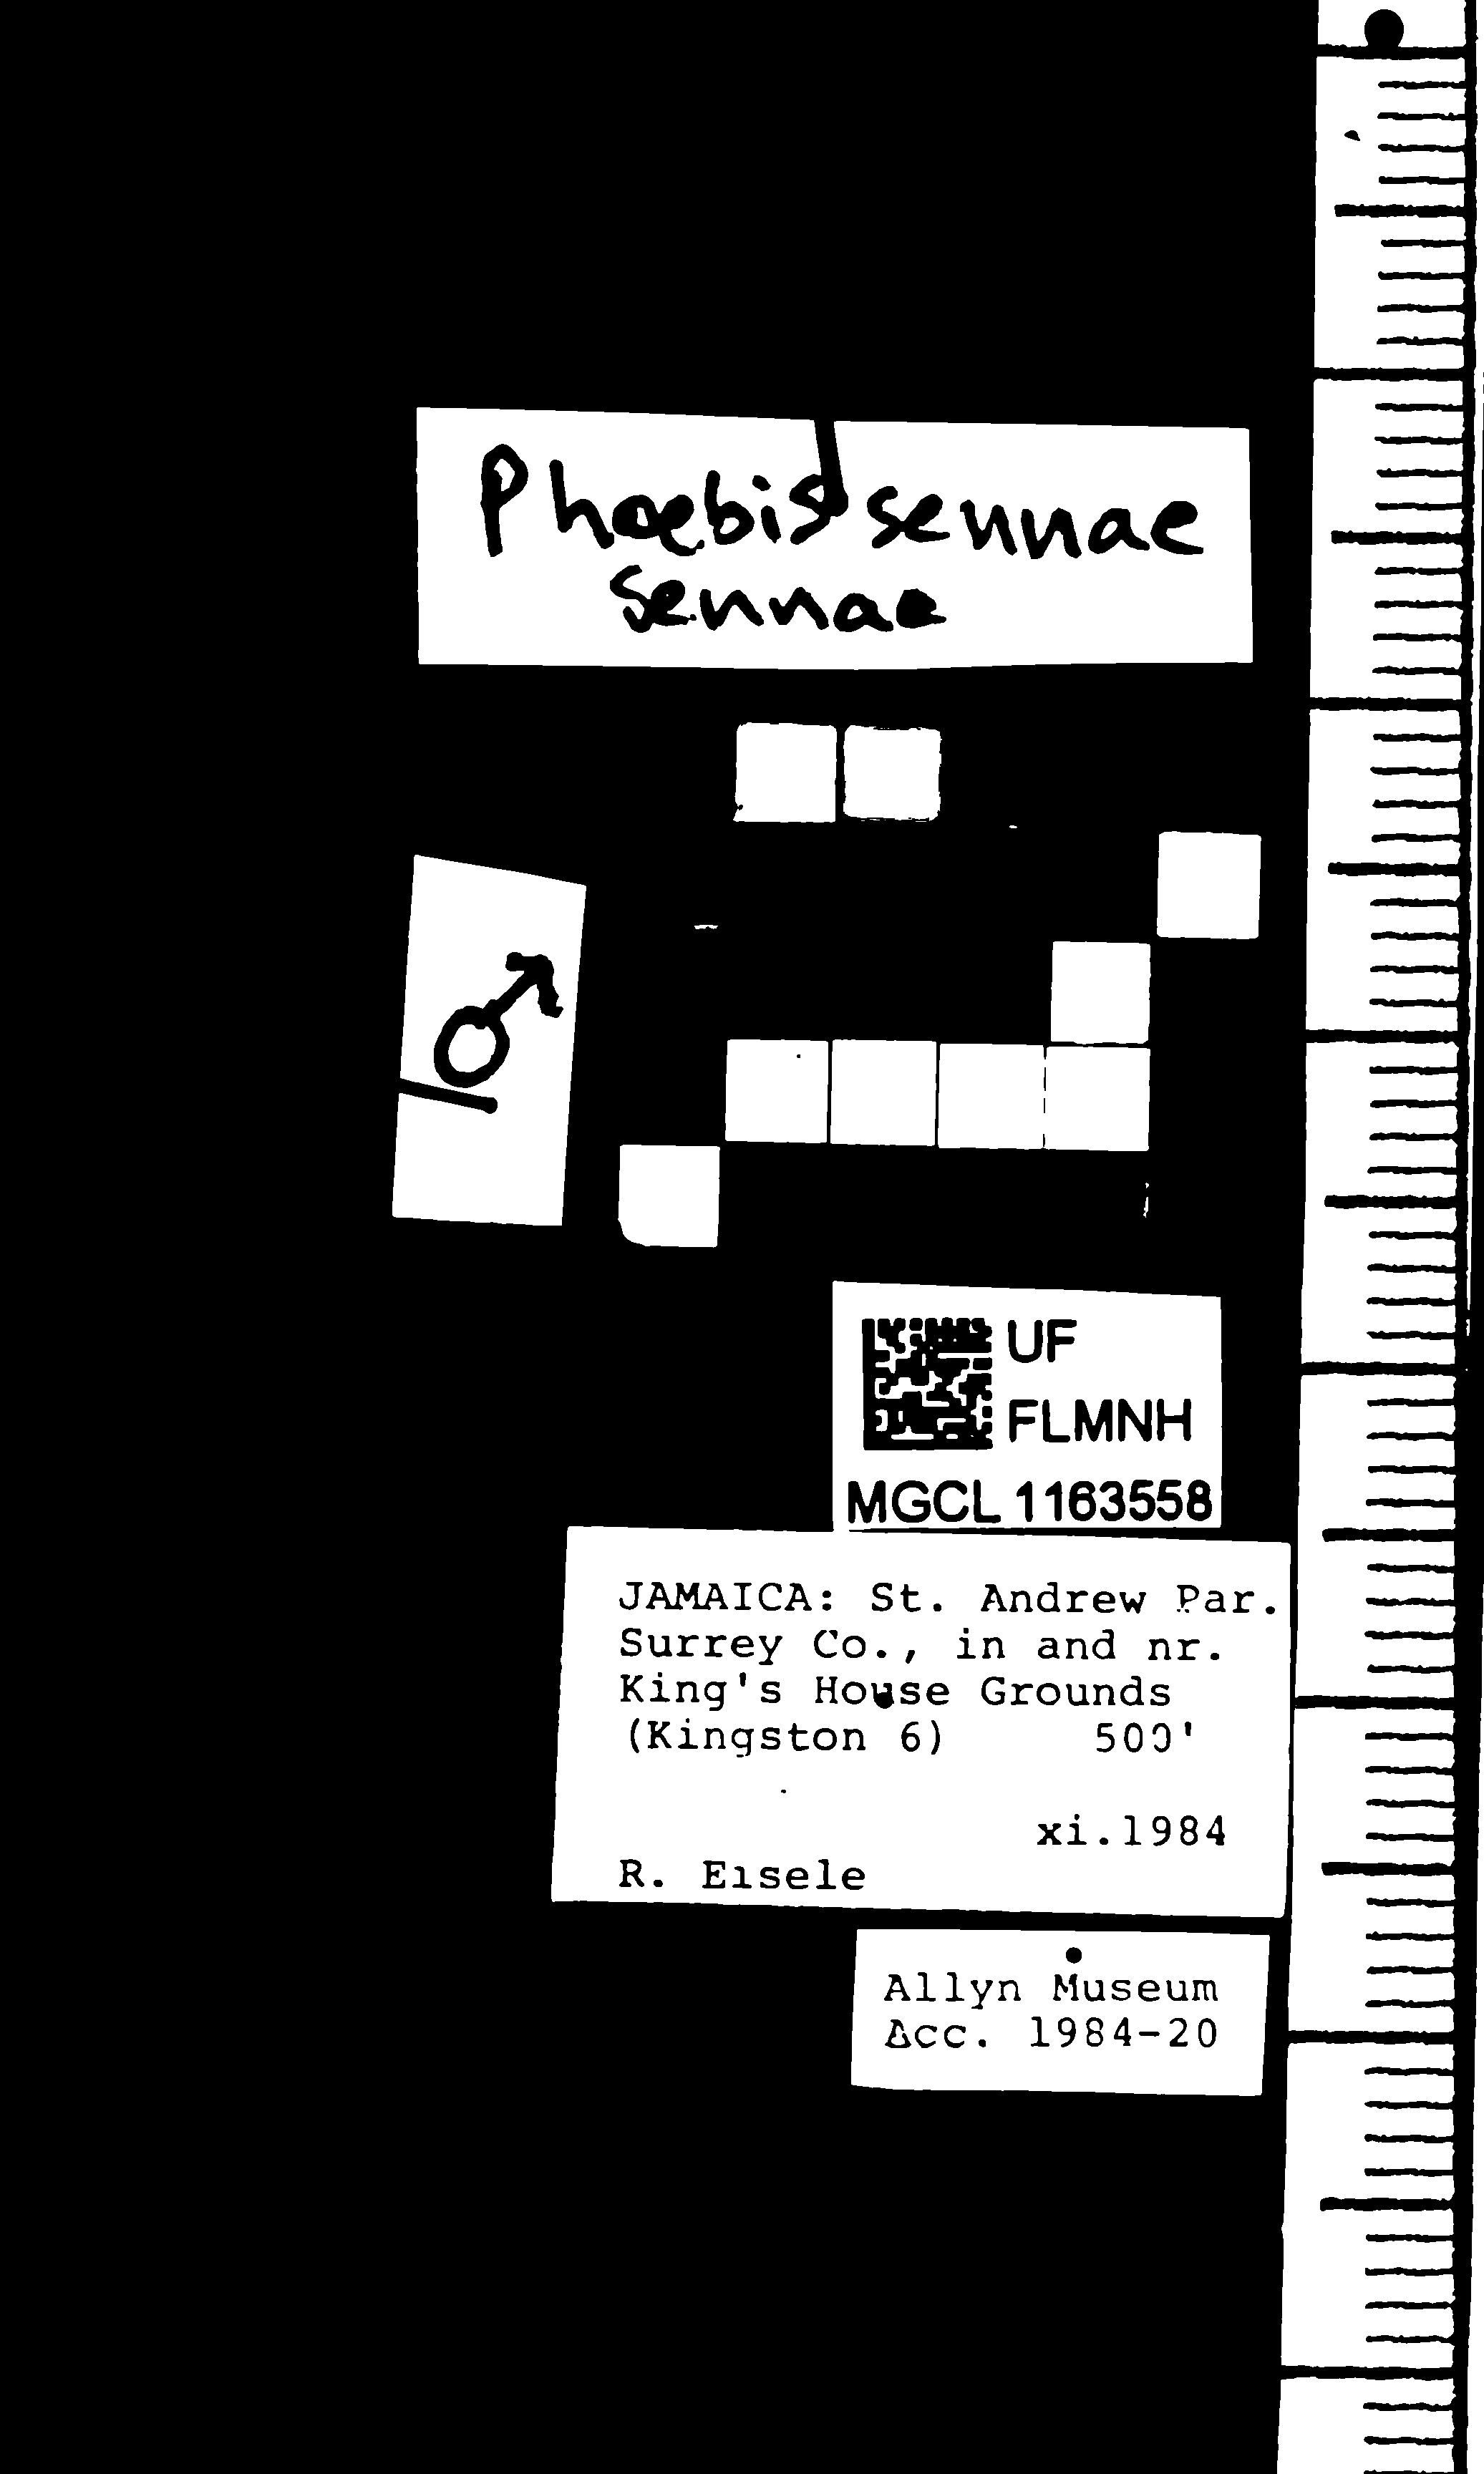 Phoebis sennae
sennae
♂
UF
FLMNH
MGCL 1163558
JAMAICA: St. Andrew Par.
Surrey Co., in and nr.
King's House Grounds
(Kingston 6) 500'
xi.1984
R. Eisele
Allyn Museum
Acc. 1984-20